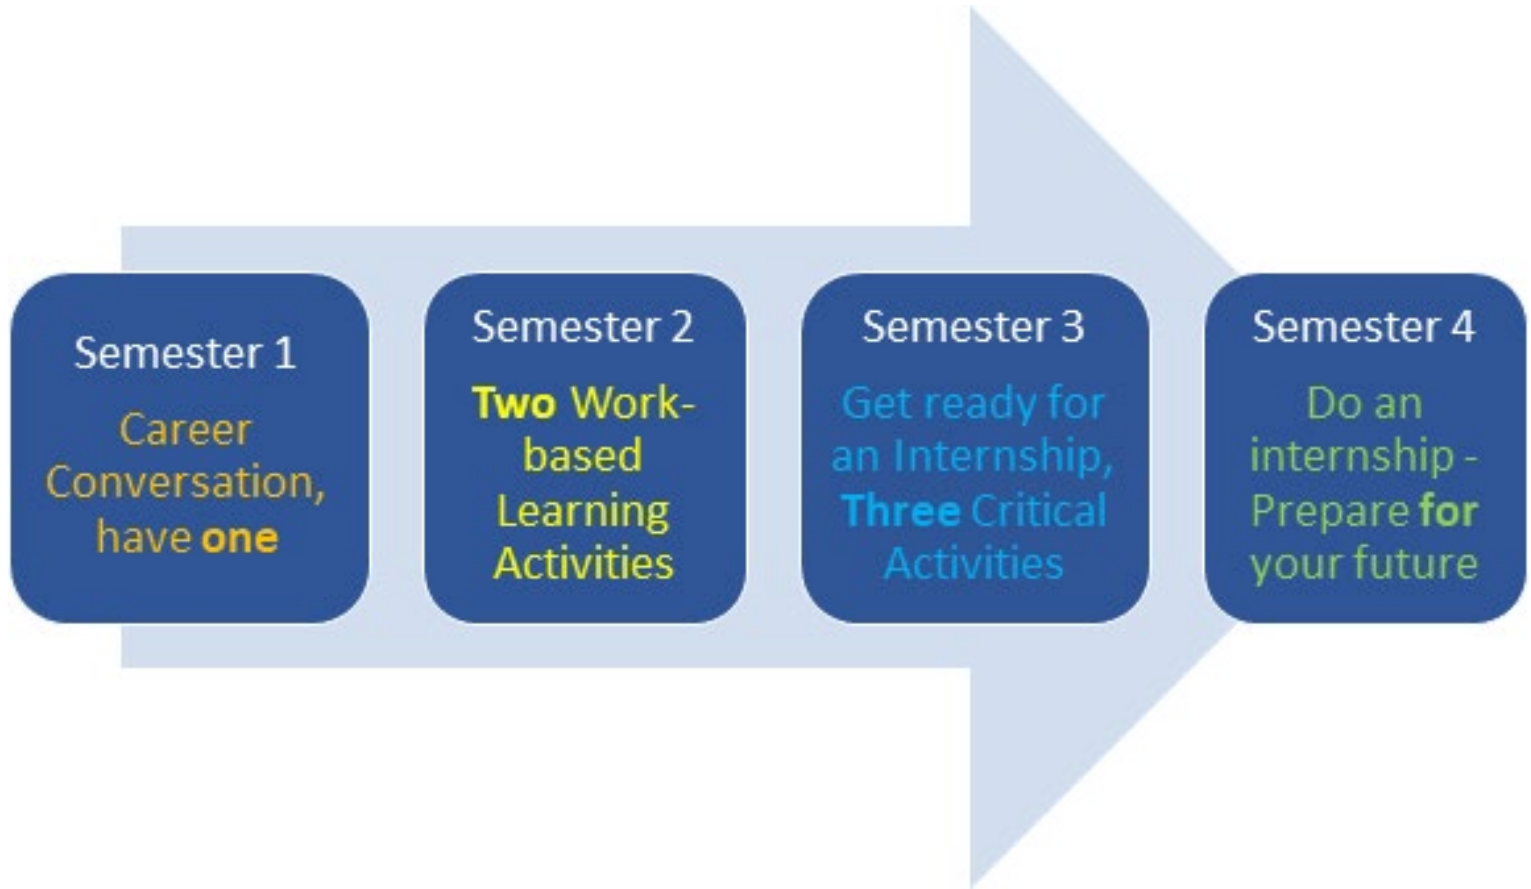 Semester 1
Career
Conversation,
have one
Semester 2
Two Work-
based
Learning
Activities
Semester 3
Get ready for
an Internship,
Three Critical
Activities
Semester 4
Do an
internship -
Prepare for
your future